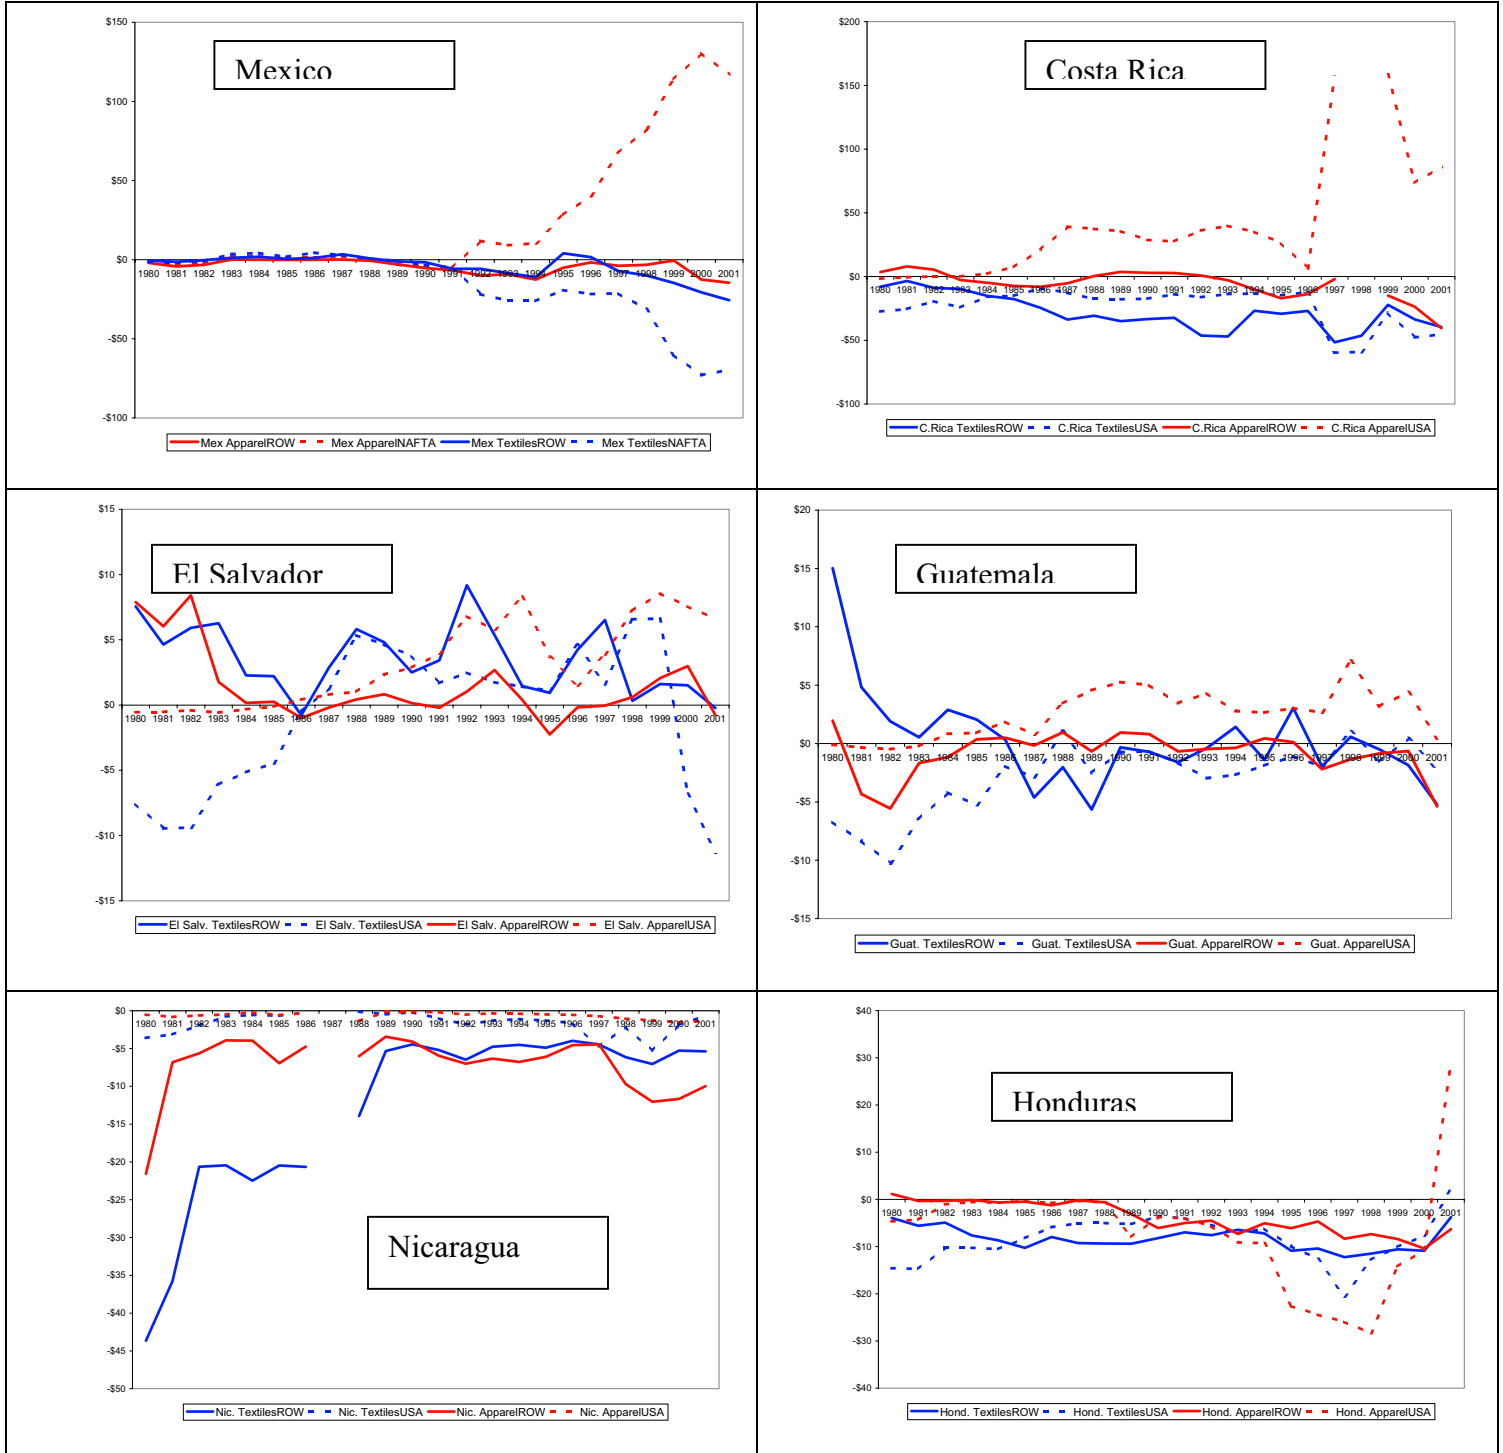 Mexico
$150
$100
$50
$0
-$50
-$100
1980 1981 1982 1983 1984 1985 1986 1987 1988 1989 1990 1991 1992 1993 1994 1995 1996 1997 1998 1999 2000 2001
Mex ApparelROW Mex ApparelNAFTA Mex TextilesROW Mex TextilesNAFTA
Costa Rica
$200
$150
$100
$50
$0
-$50
-$100
1980 1981 1982 1983 1984 1985 1986 1987 1988 1989 1990 1991 1992 1993 1994 1995 1996 1997 1998 1999 2000 2001
C.Rica TextilesROW C.Rica TextilesUSA C.Rica ApparelROW C.Rica ApparelUSA
El Salvador
$15
$10
$5
$0
-$5
-$10
-$15
1980 1981 1982 1983 1984 1985 1986 1987 1988 1989 1990 1991 1992 1993 1994 1995 1996 1997 1998 1999 2000 2001
El Salv. TextilesROW El Salv. TextilesUSA El Salv. ApparelROW El Salv. ApparelUSA
Guatemala
$20
$15
$10
$5
$0
-$5
-$10
-$15
1980 1981 1982 1983 1984 1985 1986 1987 1988 1989 1990 1991 1992 1993 1994 1995 1996 1997 1998 1999 2000 2001
Guat. TextilesROW Guat. TextilesUSA Guat. ApparelROW Guat. ApparelUSA
Nicaragua
$0
-$5
-$10
-$15
-$20
-$25
-$30
-$35
-$40
-$45
-$50
1980 1981 1982 1983 1984 1985 1986 1987 1988 1989 1990 1991 1992 1993 1994 1995 1996 1997 1998 1999 2000 2001
Nic. TextilesROW Nic. TextilesUSA Nic. ApparelROW Nic. ApparelUSA
Honduras
$40
$30
$20
$10
$0
-$10
-$20
-$30
-$40
1980 1981 1982 1983 1984 1985 1986 1987 1988 1989 1990 1991 1992 1993 1994 1995 1996 1997 1998 1999 2000 2001
Hond. TextilesROW Hond. TextilesUSA Hond. ApparelROW Hond. ApparelUSA